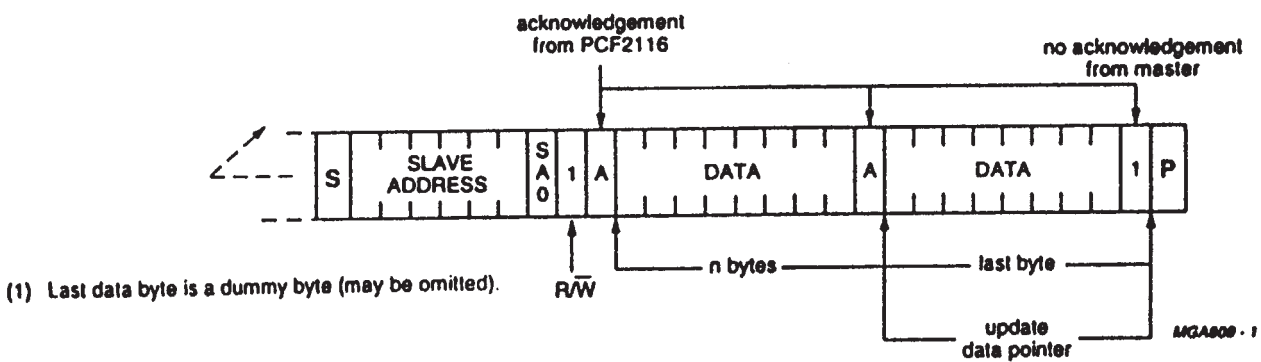 acknowledgement
from PCF2116
no acknowledgement
from master
S
SLAVE
ADDRESS
S
A
0
1
A
DATA
A
DATA
1
P
n bytes
last byte
(1) Last data byte is a dummy byte (may be omitted).
R/W̅
update
data pointer
MGA809 - 1